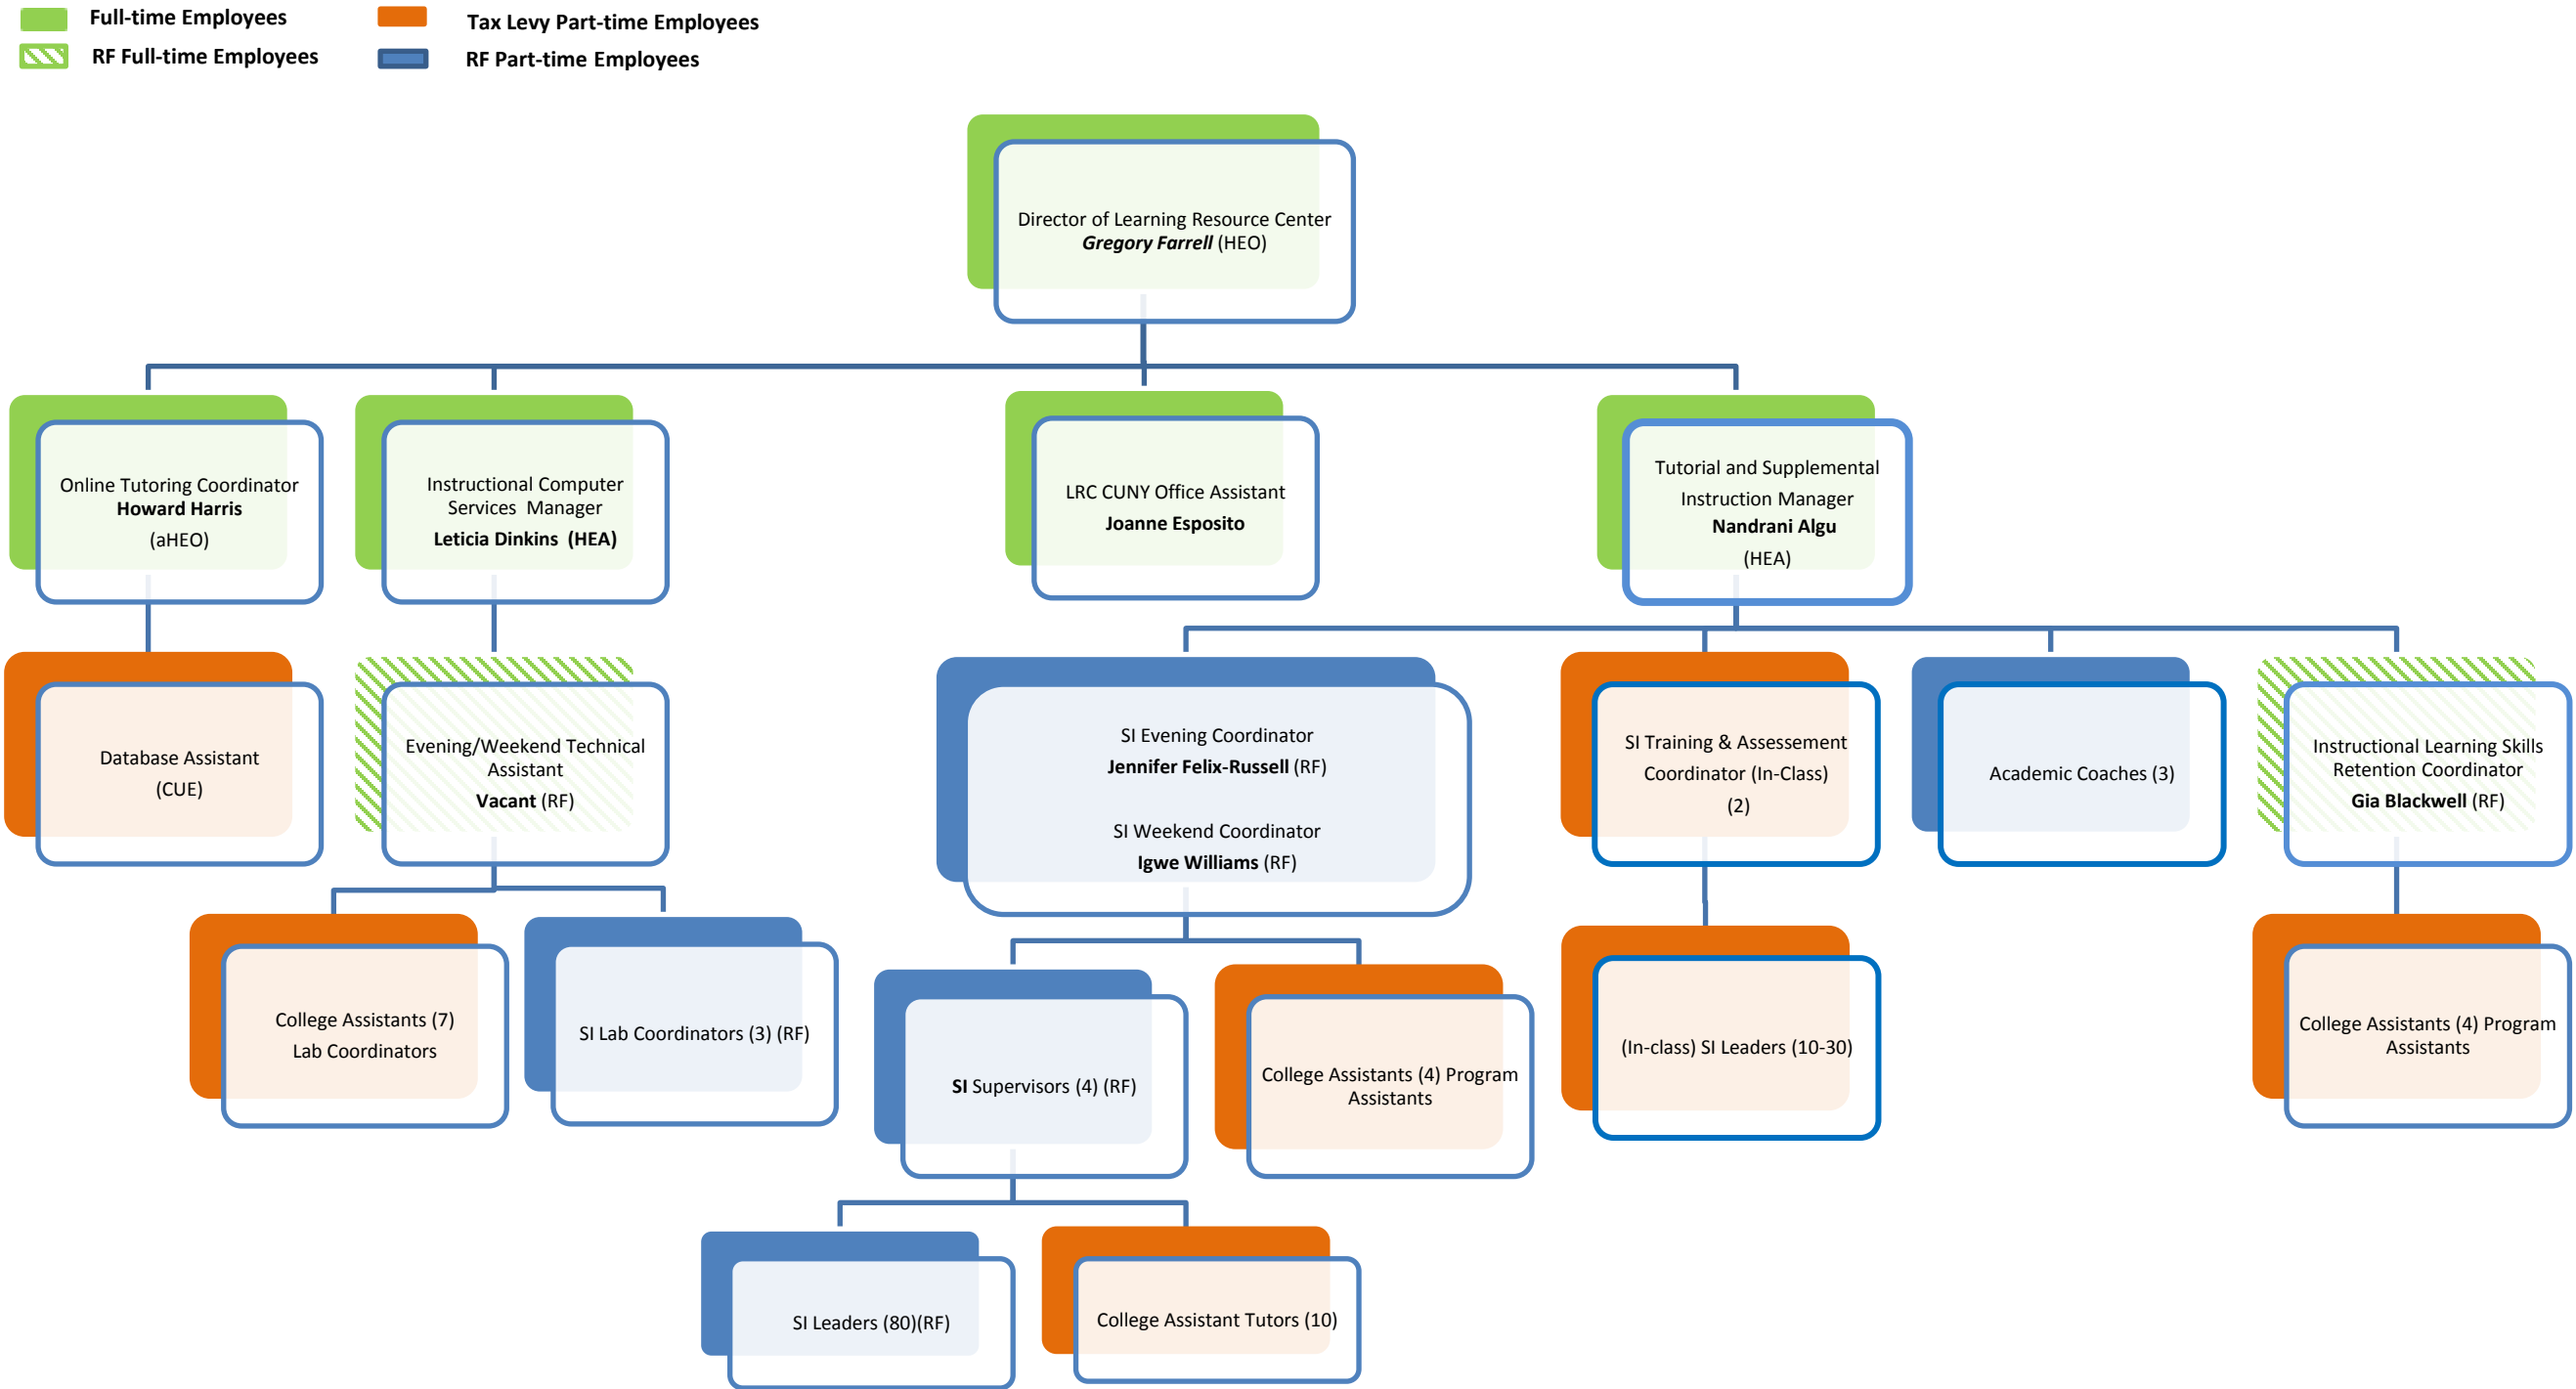 Full-time Employees
Tax Levy Part-time Employees
RF Full-time Employees
RF Part-time Employees
Director of Learning Resource Center
Gregory Farrell (HEO)
Online Tutoring Coordinator
Howard Harris
(aHEO)
Instructional Computer
Services Manager
Leticia Dinkins (HEA)
LRC CUNY Office Assistant
Joanne Esposito
Tutorial and Supplemental
Instruction Manager
Nandrani Algu
(HEA)
Database Assistant
(CUE)
Evening/Weekend Technical
Assistant
Vacant (RF)
SI Evening Coordinator
Jennifer Felix-Russell (RF)
SI Weekend Coordinator
Igwe Williams (RF)
SI Training & Assessement
Coordinator (In-Class)
(2)
Academic Coaches (3)
Instructional Learning Skills
Retention Coordinator
Gia Blackwell (RF)
College Assistants (7)
Lab Coordinators
SI Lab Coordinators (3) (RF)
SI Supervisors (4) (RF)
College Assistants (4) Program
Assistants
(In-class) SI Leaders (10-30)
College Assistants (4) Program
Assistants
SI Leaders (80)(RF)
College Assistant Tutors (10)